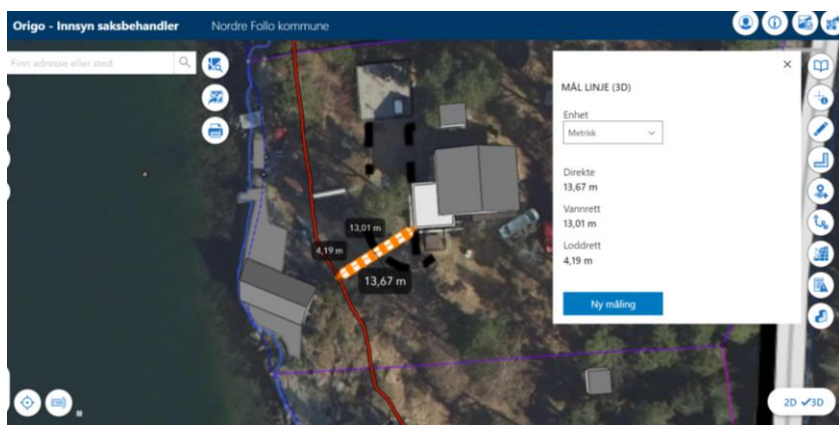 Origo - Innsyn saksbehandler
Nordre Follo kommune
Finn adresse eller sted
MÅL LINJE (3D)
Enhet
Metrisk
Direkte
13,67 m
Vannrett
13,01 m
Loddrett
4,19 m
Ny måling
13,01 m
4,19 m
13,67 m
2D
3D